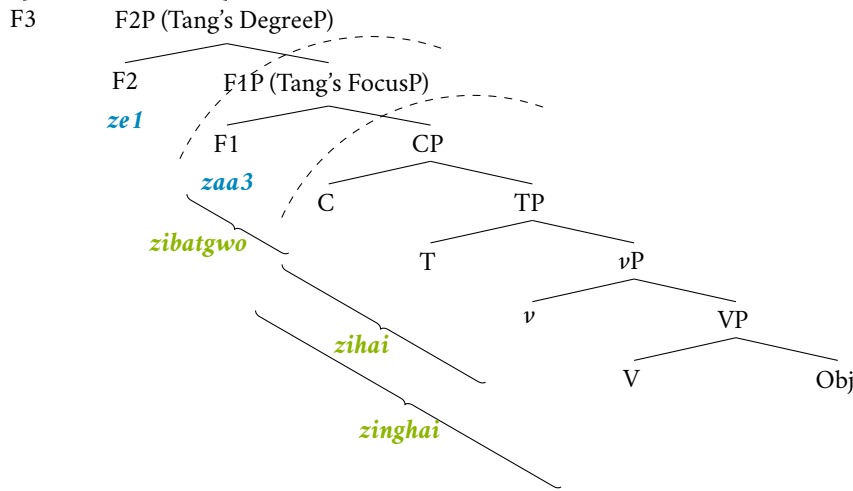 F3 F2P (Tang's DegreeP)
F2 F1P (Tang's FocusP)
ze1
F1 CP
zaa3
C TP
zibatgwo
T νP
ν VP
zihai
V Obj
zinghai